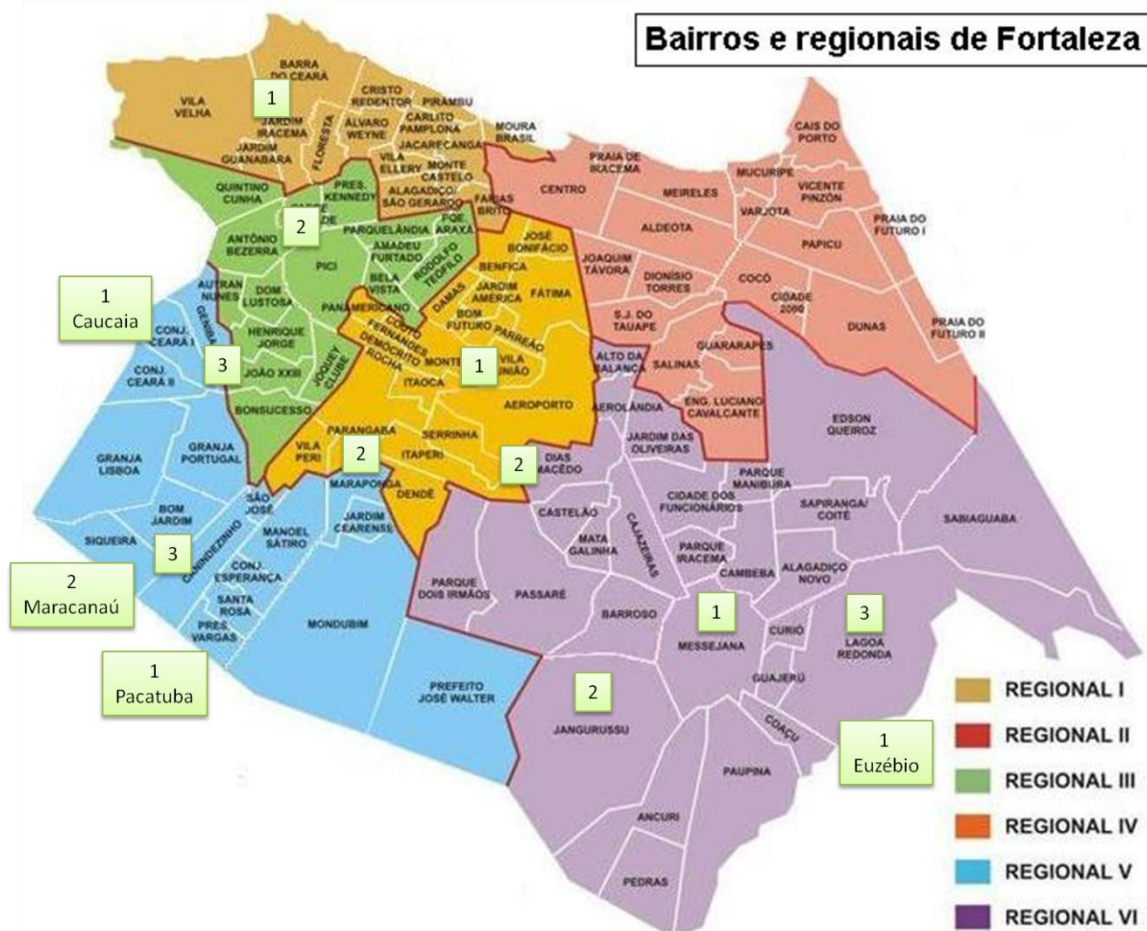 Bairros e regionais de Fortaleza
BARRA
DO CEARÁ
VILA
VELHA
1
CRISTO
REDENTOR
PIRAMBU
JARDIM
IRACEMA
FLORESTA
ÁLVARO
WEYNE
CARLITO
PAMPLONA
JACARECANGA
MOURA
BRASIL
JARDIM
GUANABARA
VILA
ELLERY
MONTE
CASTELO
ALAGADIÇO/
SÃO GERARDO
FARIAS
BRITO
CENTRO
PRAIA DE
IRACEMA
MEIRELES
MUCURIPE
CAIS DO
PORTO
VICENTE
PINZÓN
VARJOTA
PRAIA DO
FUTURO I
ALDEOTA
PAPICU
JOAQUIM
TÁVORA
DIONÍSIO
TORRES
COCÓ
CIDADE
2000
DUNAS
PRAIA DO
FUTURO II
S.J. DO
TAUAPE
GUARARAPES
SALINAS
ENG. LUCIANO
CAVALCANTE
QUINTINO
CUNHA
PRES.
KENNEDY
2
ANTÔNIO
BEZERRA
PARQUELÂNDIA
PQE
ARAXÁ
AMADEU
FURTADO
RODOLFO
TEÓFILO
PICI
BELA
VISTA
AUTRAN
NUNES
DOM
LUSTOSA
PANAMERICANO
HENRIQUE
JORGE
JOÃO XXIII
JOQUEY
CLUBE
BONSUCESSO
3
JOSÉ
BONIFÁCIO
BENFICA
JARDIM
AMÉRICA
FÁTIMA
DAMAS
BOM
FUTURO
PARREÃO
COUTO
FERNANDES
DEMÓCRITO
ROCHA
VILA
1
ITAOCA
AEROPORTO
SERRINHA
PARANGABA
VILA
PERI
2
ITAPERI
DENDÊ
2
1
Caucaia
GENIBA
CONJ.
CEARÁ I
CONJ.
CEARÁ II
GRANJA
LISBOA
GRANJA
PORTUGAL
BOM
JARDIM
SIQUEIRA
3
SÃO
JOSÉ
CANINDEZINHO
MANOEL
SÁTIRO
MARAPONGA
JARDIM
CEARENSE
CONJ.
ESPERANÇA
SANTA
ROSA
PRES.
VARGAS
MONDUBIM
PREFEITO
JOSÉ WALTER
2
Maracanaú
1
Pacatuba
ALTO DA
BALANÇA
AEROLÂNDIA
JARDIM DAS
OLIVEIRAS
EDSON
QUEIROZ
DIAS
PARQUE
MANIBURA
CIDADE DOS
FUNCIONÁRIOS
SAPIRANGA/
COITÉ
SABIAGUABA
CASTELÃO
MATA
GALINHA
CAJAZEIRAS
PARQUE
IRACEMA
CAMBEBA
ALAGADIÇO
NOVO
PARQUE
DOIS IRMÃOS
PASSARÉ
BARROSO
1
MESSEJANA
CURIÓ
3
LAGOA
REDONDA
GUAJERÚ
2
JANGURUSSU
COAÇU
PAUPINA
1
Euzébio
ANCURI
PEDRAS
REGIONAL I
REGIONAL II
REGIONAL III
REGIONAL IV
REGIONAL V
REGIONAL VI